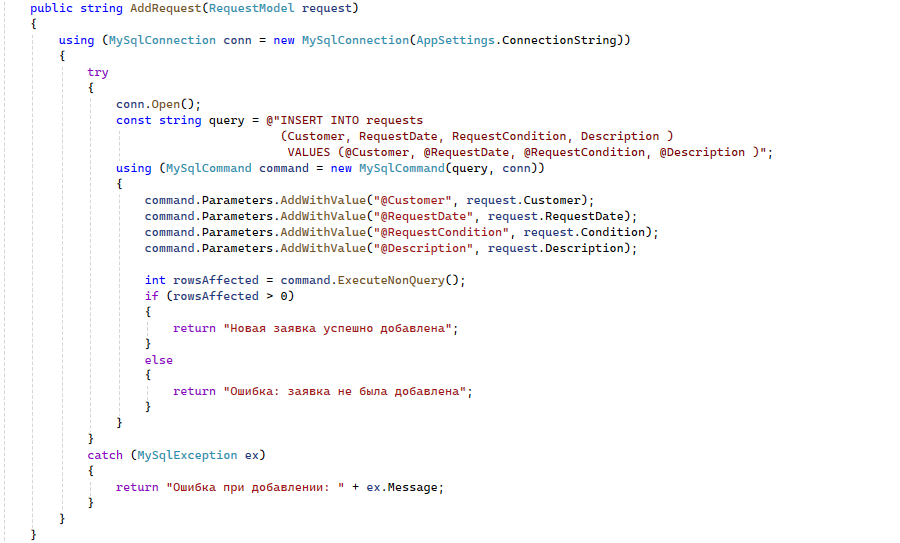 public string AddRequest(RequestModel request)
{
using (MySqlConnection conn = new MySqlConnection(AppSettings.ConnectionString))
{
try
{
conn.Open();
const string query = @"INSERT INTO requests
(Customer, RequestDate, RequestCondition, Description )
VALUES (@Customer, @RequestDate, @RequestCondition, @Description )";
using (MySqlCommand command = new MySqlCommand(query, conn))
{
command.Parameters.AddWithValue("@Customer", request.Customer);
command.Parameters.AddWithValue("@RequestDate", request.RequestDate);
command.Parameters.AddWithValue("@RequestCondition", request.Condition);
command.Parameters.AddWithValue("@Description", request.Description);
int rowsAffected = command.ExecuteNonQuery();
if (rowsAffected > 0)
{
return "Новая заявка успешно добавлена";
}
else
{
return "Ошибка: заявка не была добавлена";
}
}
}
catch (MySqlException ex)
{
return "Ошибка при добавлении: " + ex.Message;
}
}
}